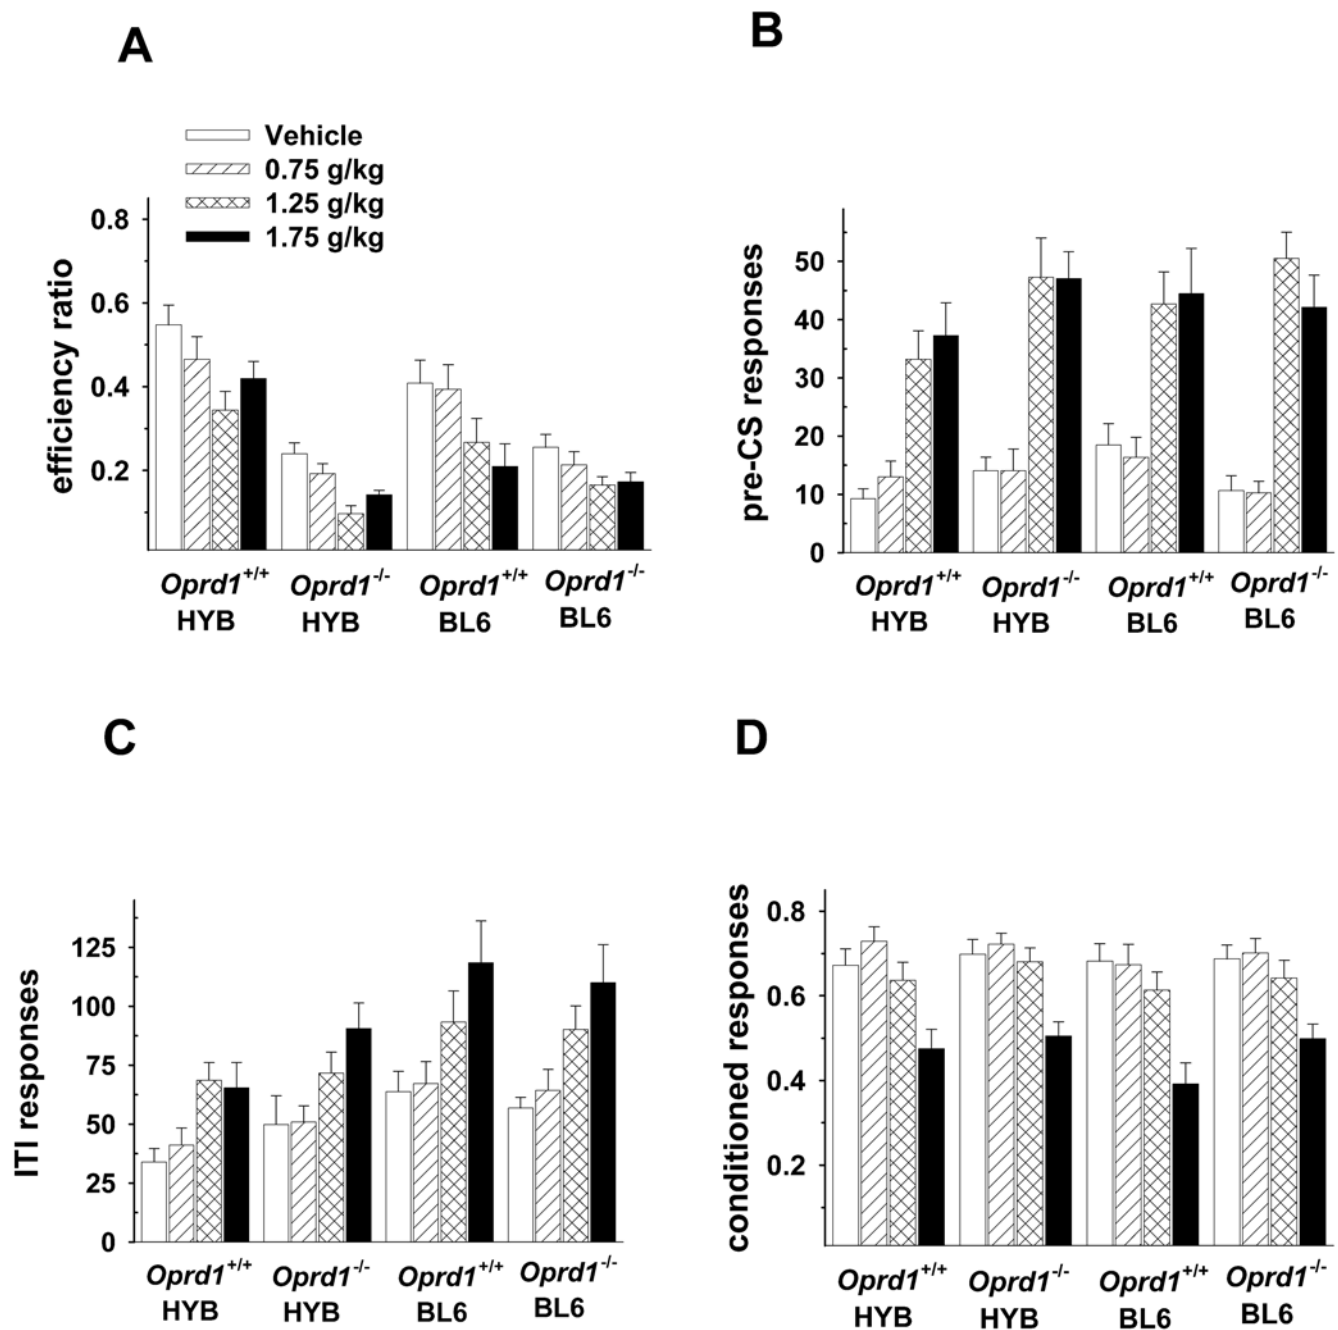 A
Vehicle
0.75 g/kg
1.25 g/kg
1.75 g/kg
efficiency ratio
0.8
0.6
0.4
0.2
Oprd1+/+ Oprd1-/- Oprd1+/+ Oprd1-/-
HYB HYB BL6 BL6
B
pre-CS responses
50
40
30
20
10
0
Oprd1+/+ Oprd1-/- Oprd1+/+ Oprd1-/-
HYB HYB BL6 BL6
C
ITI responses
125
100
75
50
25
0
Oprd1+/+ Oprd1-/- Oprd1+/+ Oprd1-/-
HYB HYB BL6 BL6
D
conditioned responses
0.8
0.6
0.4
0.2
Oprd1+/+ Oprd1-/- Oprd1+/+ Oprd1-/-
HYB HYB BL6 BL6